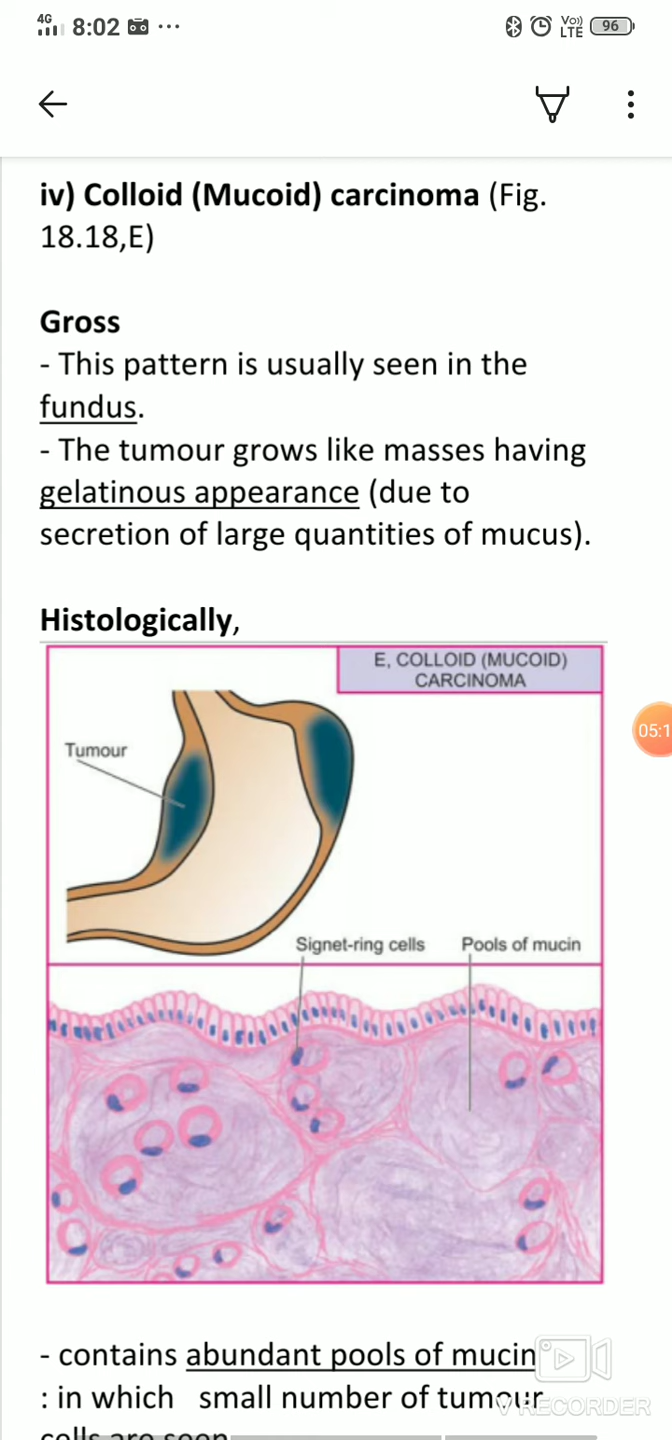 4G 8:02 ... Vo)) LTE 96
iv) Colloid (Mucoid) carcinoma (Fig.
18.18,E)
Gross
- This pattern is usually seen in the
fundus.
- The tumour grows like masses having
gelatinous appearance (due to
secretion of large quantities of mucus).
Histologically,
E, COLLOID (MUCOID)
CARCINOMA
Tumour
05:1
Signet-ring cells Pools of mucin
- contains abundant pools of mucin
: in which small number of tumour
V RECORDER
cells are seen